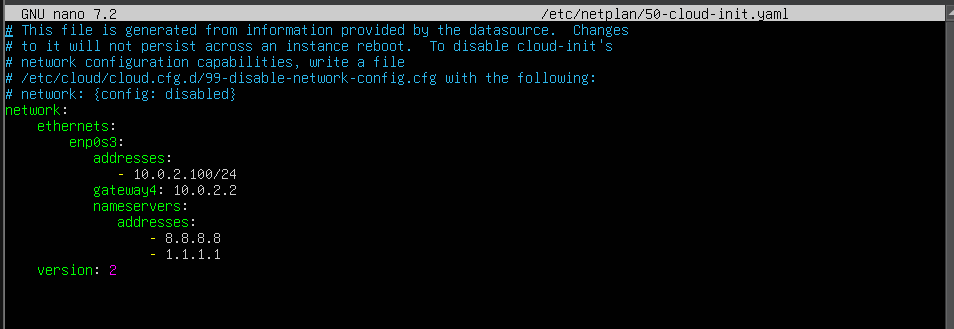 GNU nano 7.2 /etc/netplan/50-cloud-init.yaml
# This file is generated from information provided by the datasource.  Changes
# to it will not persist across an instance reboot.  To disable cloud-init's
# network configuration capabilities, write a file
# /etc/cloud/cloud.cfg.d/99-disable-network-config.cfg with the following:
# network: {config: disabled}
network:
    ethernets:
        enp0s3:
           addresses:
              - 10.0.2.100/24
           gateway4: 10.0.2.2
           nameservers:
              addresses:
                  - 8.8.8.8
                  - 1.1.1.1
    version: 2